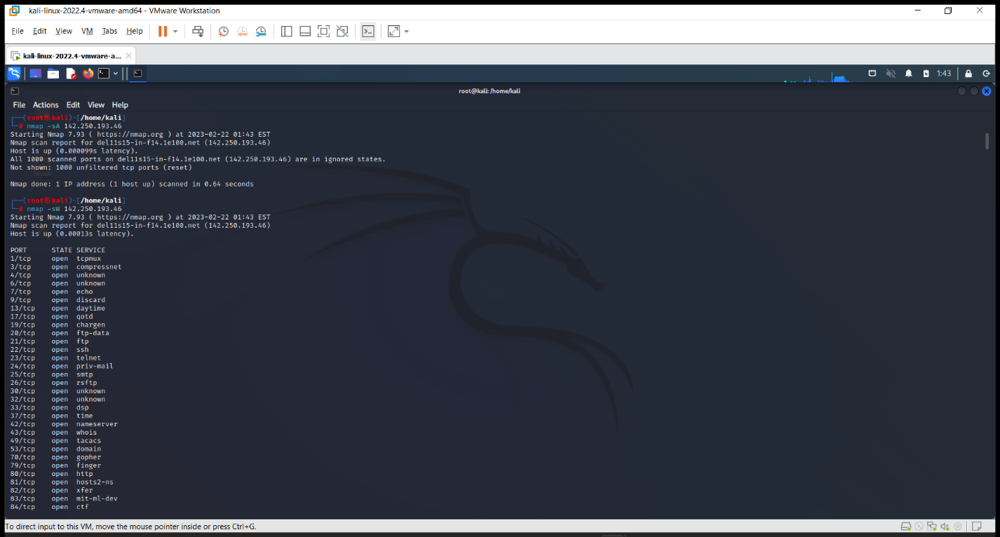 kali-linux-2022.4-vmware-amd64 - VMware Workstation
File Edit View VM Tabs Help
kali-linux-2022.4-vmware-a...
1:43
root@kali: /home/kali
File Actions Edit View Help
┌──(root㉿kali)-[/home/kali]
└─# nmap -sA 142.250.193.46
Starting Nmap 7.93 ( https://nmap.org ) at 2023-02-22 01:43 EST
Nmap scan report for del11s15-in-f14.1e100.net (142.250.193.46)
Host is up (0.000099s latency).
All 1000 scanned ports on del11s15-in-f14.1e100.net (142.250.193.46) are in ignored states.
Not shown: 1000 unfiltered tcp ports (reset)
Nmap done: 1 IP address (1 host up) scanned in 0.64 seconds
┌──(root㉿kali)-[/home/kali]
└─# nmap -sW 142.250.193.46
Starting Nmap 7.93 ( https://nmap.org ) at 2023-02-22 01:43 EST
Nmap scan report for del11s15-in-f14.1e100.net (142.250.193.46)
Host is up (0.00013s latency).
PORT STATE SERVICE
1/tcp open tcpmux
3/tcp open compressnet
4/tcp open unknown
6/tcp open unknown
7/tcp open echo
9/tcp open discard
13/tcp open daytime
17/tcp open qotd
19/tcp open chargen
20/tcp open ftp-data
21/tcp open ftp
22/tcp open ssh
23/tcp open telnet
24/tcp open priv-mail
25/tcp open smtp
26/tcp open rsftp
30/tcp open unknown
32/tcp open unknown
33/tcp open dsp
37/tcp open time
42/tcp open nameserver
43/tcp open whois
49/tcp open tacacs
53/tcp open domain
70/tcp open gopher
79/tcp open finger
80/tcp open http
81/tcp open hosts2-ns
82/tcp open xfer
83/tcp open mit-ml-dev
84/tcp open ctf
To direct input to this VM, move the mouse pointer inside or press Ctrl+G.